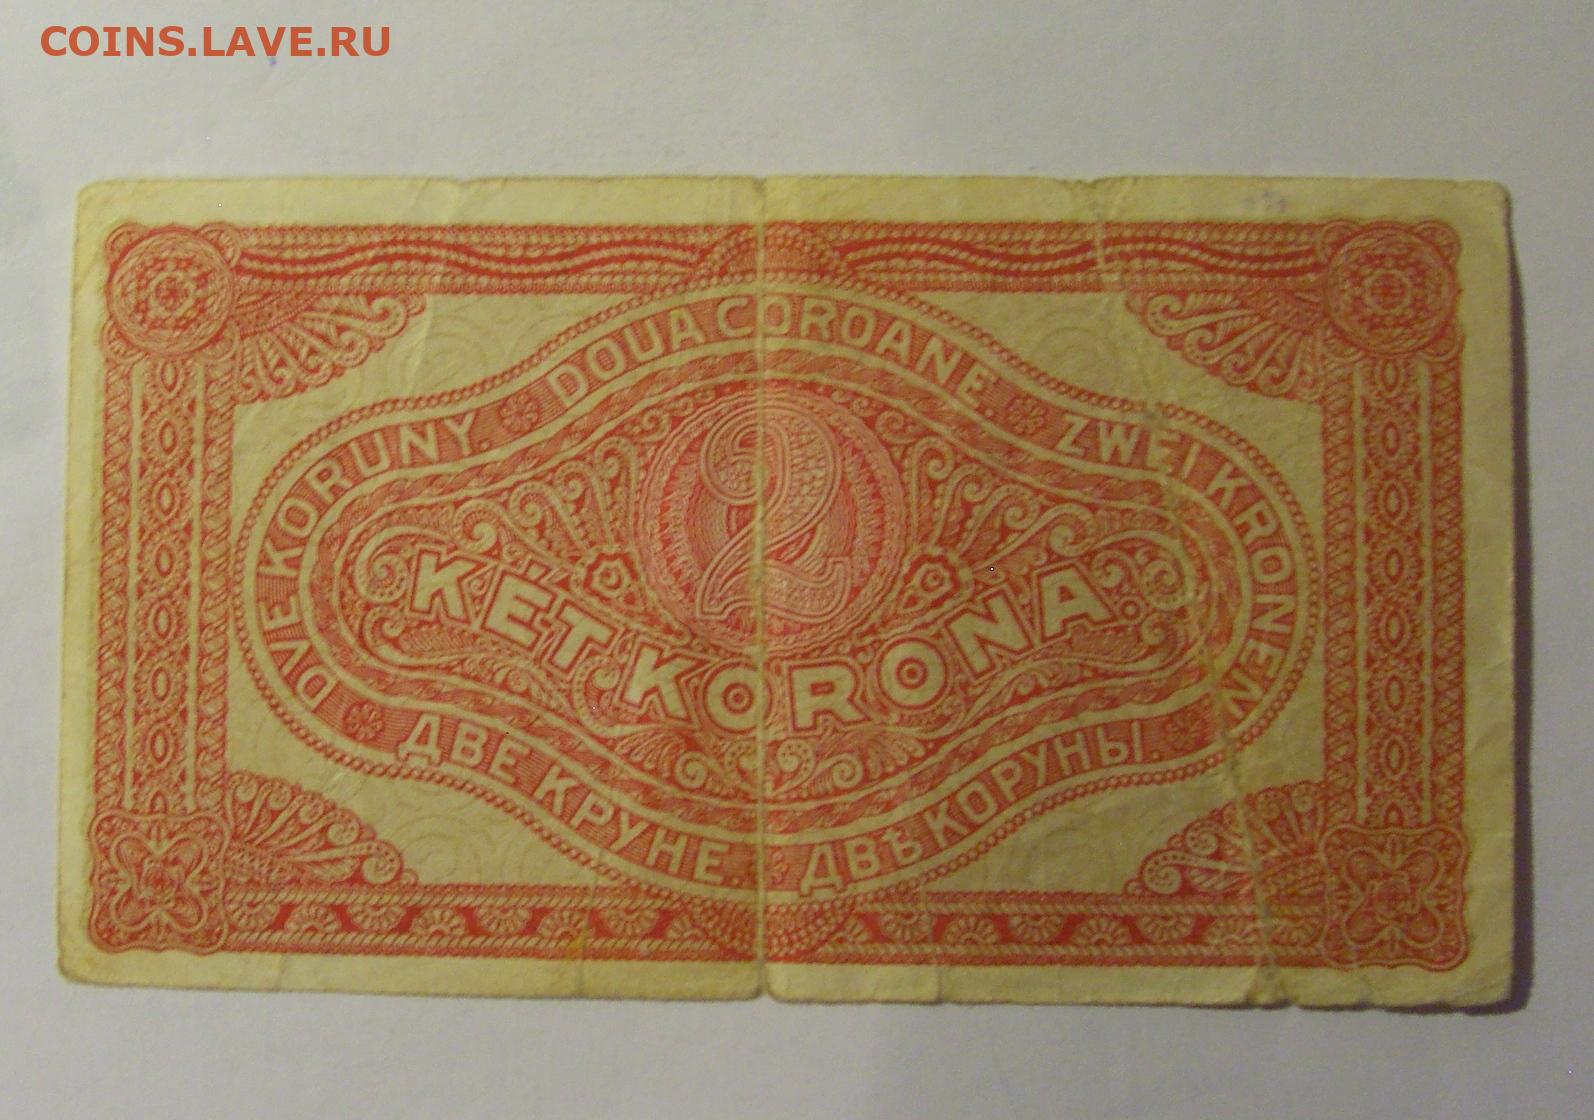 COINS.LAVE.RU
DVE KORUNY.
DOUA COROANE.
ZWEI KRONEN
2
KÉT KORONA
ДВЕ КРУНЕ.
ДВѢ КОРУНЫ.